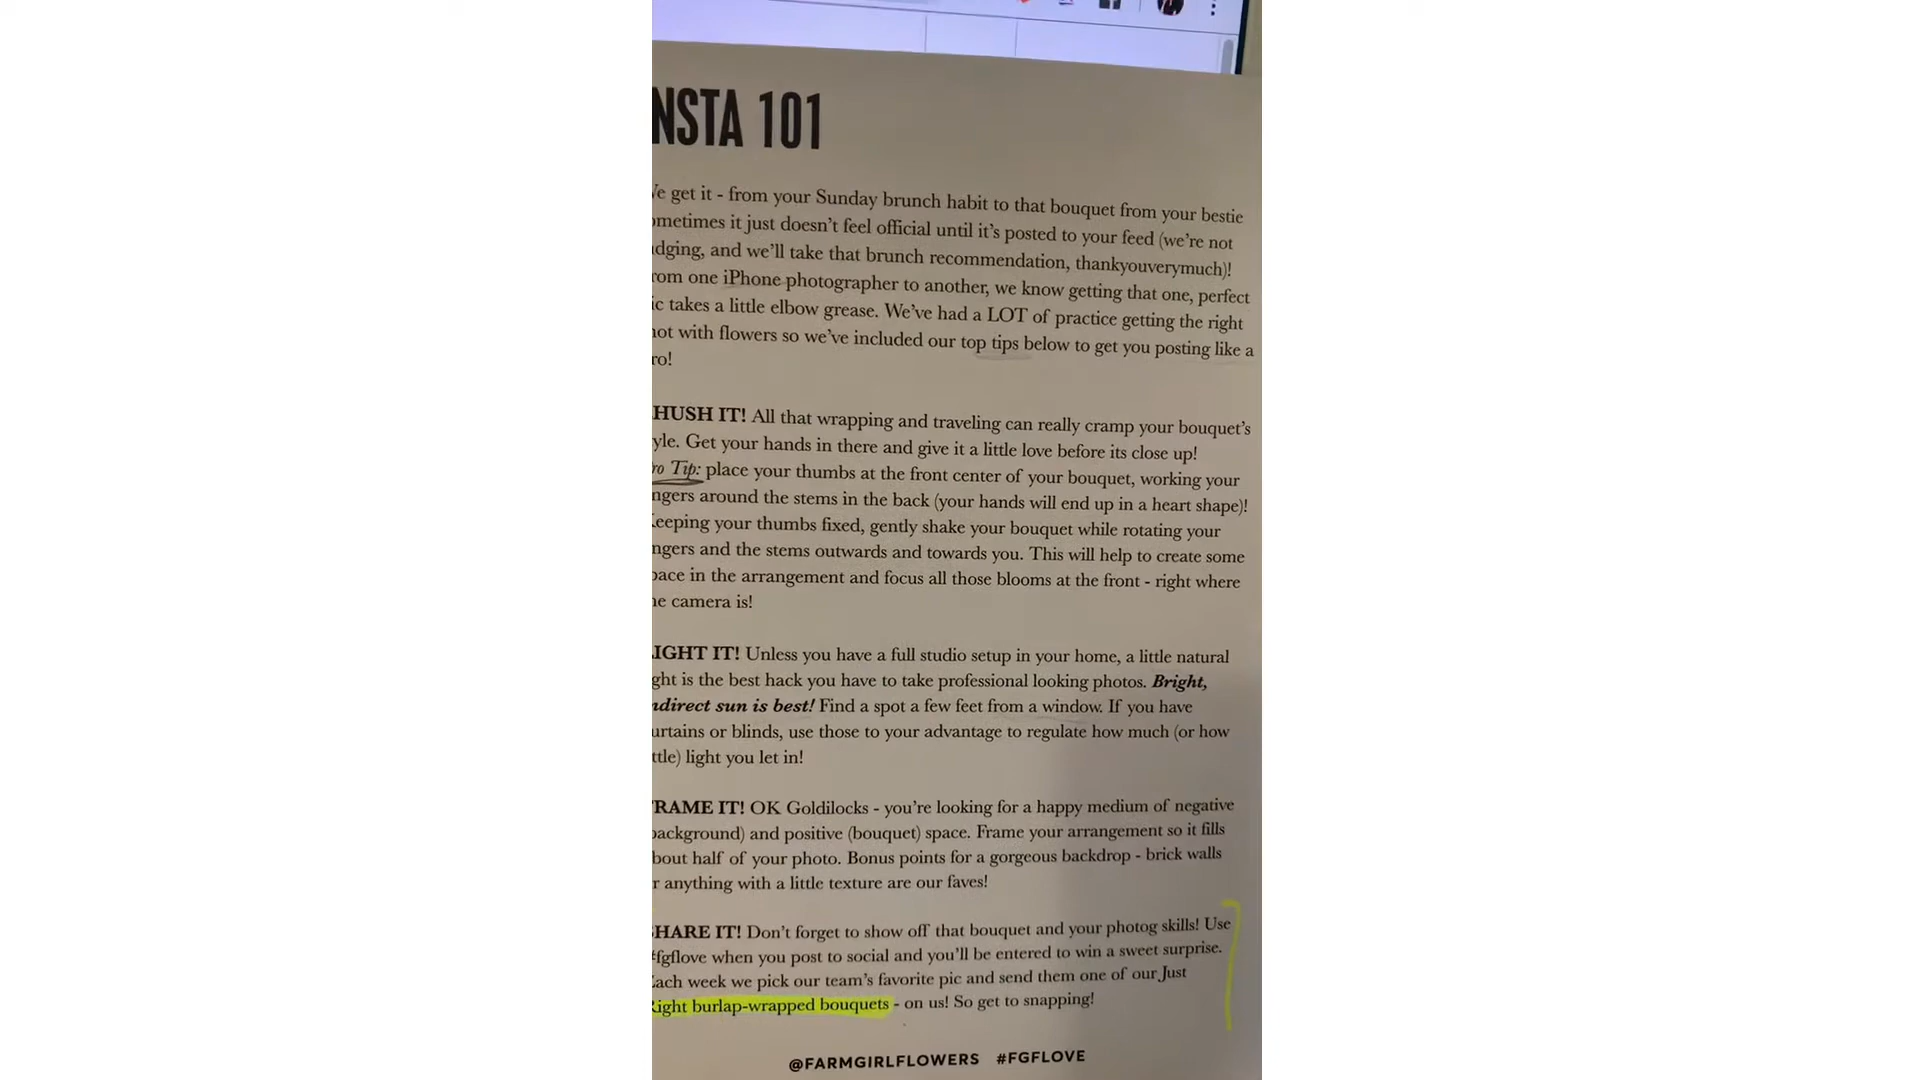 NSTA 101
Ve get it - from your Sunday brunch habit to that bouquet from your bestie
ometimes it just doesn't feel official until it's posted to your feed (we're not
dging, and we'll take that brunch recommendation, thankyouverymuch)!
rom one iPhone photographer to another, we know getting that one, perfect
ic takes a little elbow grease. We've had a LOT of practice getting the right
hot with flowers so we've included our top tips below to get you posting like a
ro!
HUSH IT! All that wrapping and traveling can really cramp your bouquet's
yle. Get your hands in there and give it a little love before its close up!
ro Tip: place your thumbs at the front center of your bouquet, working your
ngers around the stems in the back (your hands will end up in a heart shape)!
Keeping your thumbs fixed, gently shake your bouquet while rotating your
ngers and the stems outwards and towards you. This will help to create some
pace in the arrangement and focus all those blooms at the front - right where
he camera is!
IGHT IT! Unless you have a full studio setup in your home, a little natural
ght is the best hack you have to take professional looking photos. Bright,
ndirect sun is best! Find a spot a few feet from a window. If you have
urtains or blinds, use those to your advantage to regulate how much (or how
ttle) light you let in!
RAME IT! OK Goldilocks - you're looking for a happy medium of negative
background) and positive (bouquet) space. Frame your arrangement so it fills
bout half of your photo. Bonus points for a gorgeous backdrop - brick walls
r anything with a little texture are our faves!
HARE IT! Don't forget to show off that bouquet and your photog skills! Use
#fgflove when you post to social and you'll be entered to win a sweet surprise.
Each week we pick our team's favorite pic and send them one of our Just
Right burlap-wrapped bouquets - on us! So get to snapping!
@FARMGIRLFLOWERS #FGFLOVE